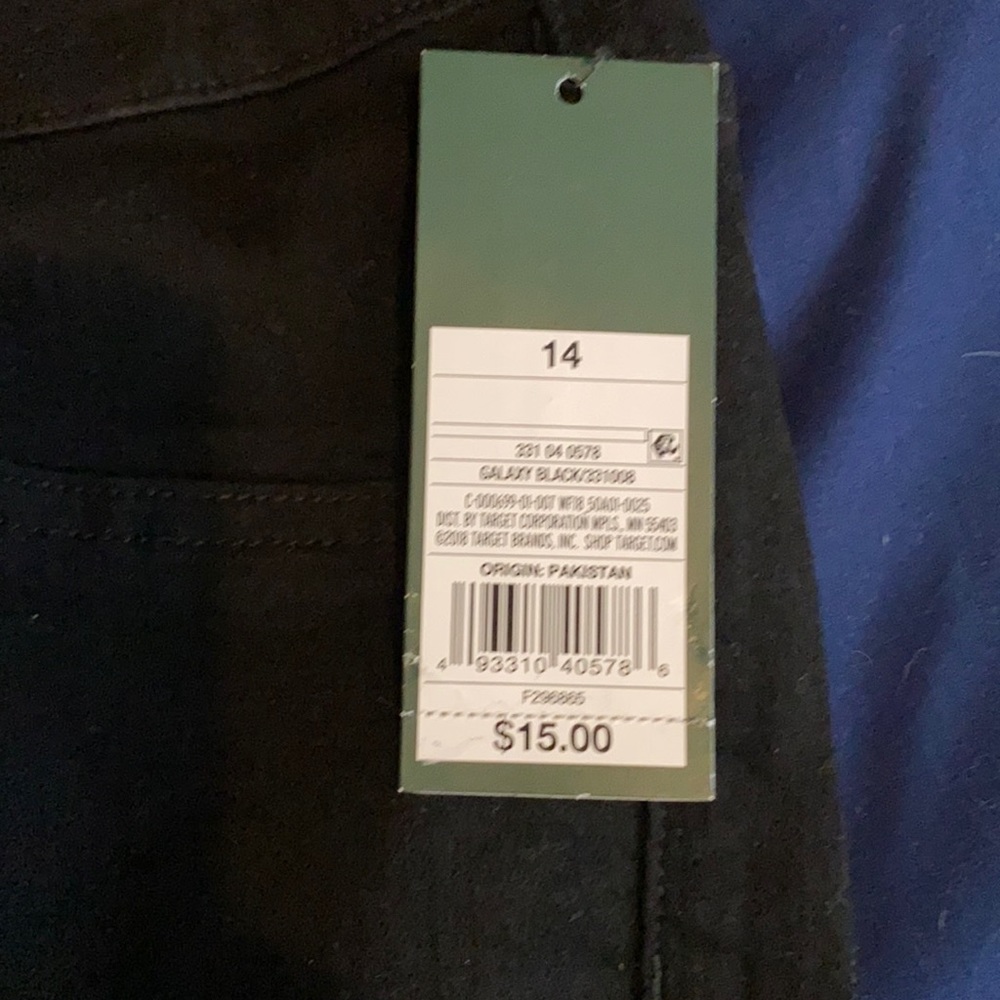 14
331 04 0578
GALAXY BLACK/331008
C-000699-01-007 WF18 50A01-0025
DIST. BY TARGET CORPORATION MPLS, MN 55403
©2018 TARGET BRANDS, INC. SHOP TARGET.COM
ORIGIN: PAKISTAN
4 93310 40578 6
F296865
$15.00